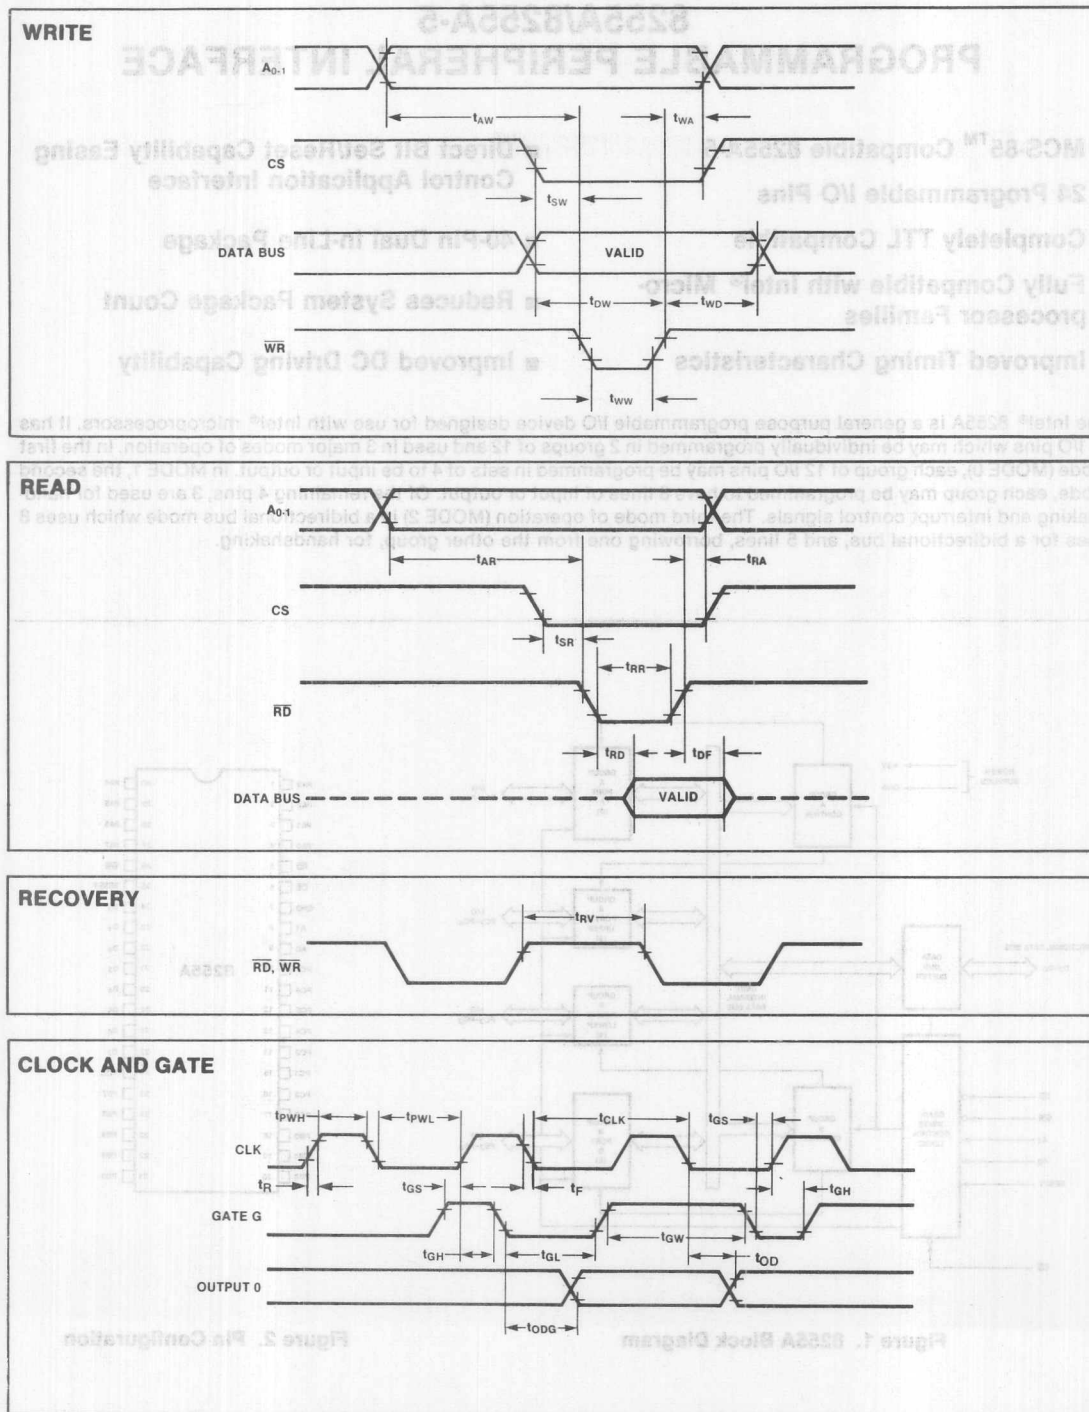 WRITE
A0-1
tAW
tWA
CS
tSW
DATA BUS
VALID
tDW
tWD
WR
tWW
READ
A0-1
tAR
tRA
CS
tSR
tRR
RD
tRD
tDF
DATA BUS
VALID
RECOVERY
tRV
RD, WR
CLOCK AND GATE
tPWH
tPWL
tCLK
tGS
CLK
tR
tGS
tF
tGH
GATE G
tGW
tGH
tGL
tOD
OUTPUT 0
tODG